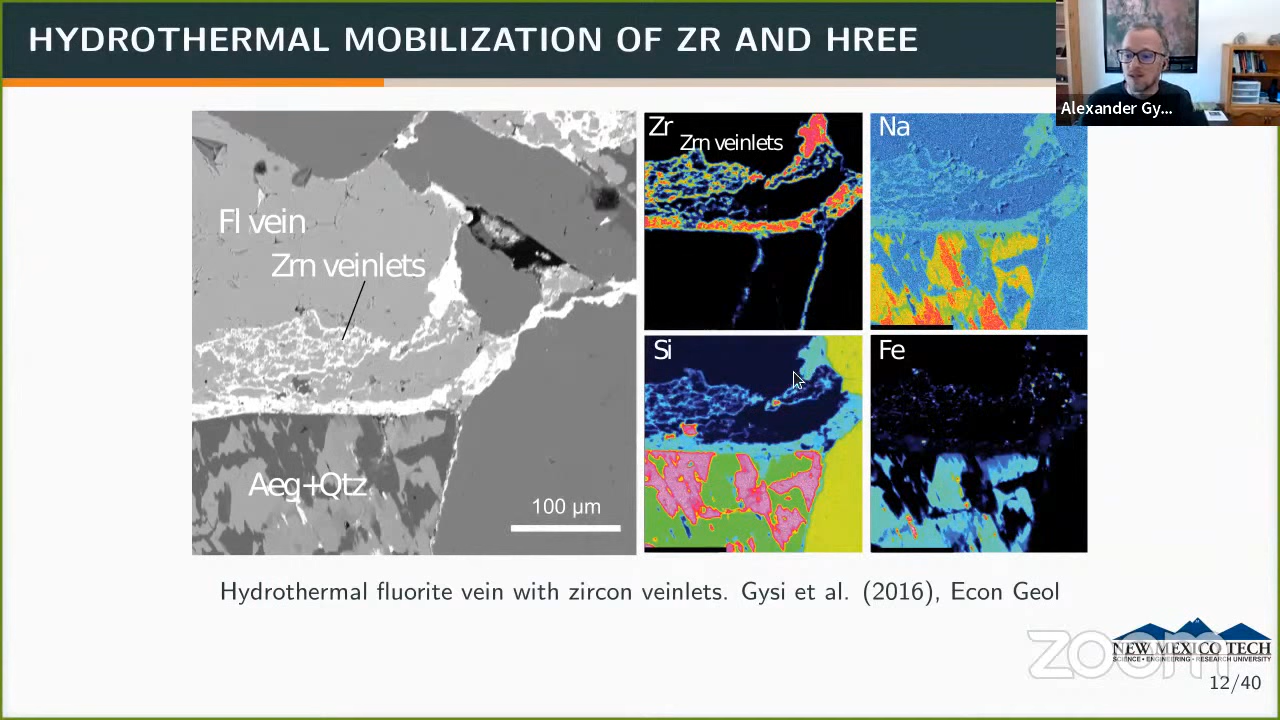 HYDROTHERMAL MOBILIZATION OF ZR AND HREE
Alexander Gy...
Fl vein
Zrn veinlets
Aeg+Qtz
100 µm
Zr
Zrn veinlets
Na
Si
Fe
Hydrothermal fluorite vein with zircon veinlets. Gysi et al. (2016), Econ Geol
zoom
NEW MEXICO TECH
SCIENCE • ENGINEERING • RESEARCH UNIVERSITY
12/40